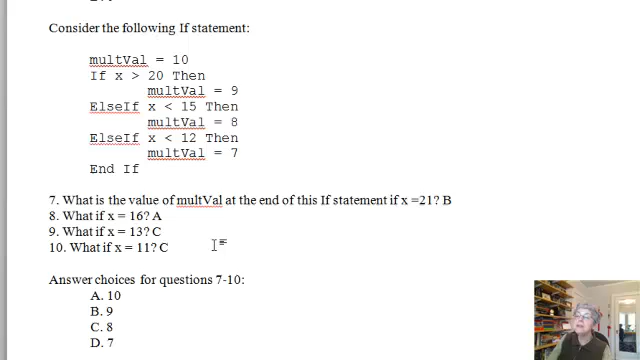 Consider the following If statement:
multVal = 10
If x > 20 Then
multVal = 9
ElseIf x < 15 Then
multVal = 8
ElseIf x < 12 Then
multVal = 7
End If
7. What is the value of multVal at the end of this If statement if x =21? B
8. What if x = 16? A
9. What if x = 13? C
10. What if x = 11? C
Answer choices for questions 7-10:
A. 10
B. 9
C. 8
D. 7